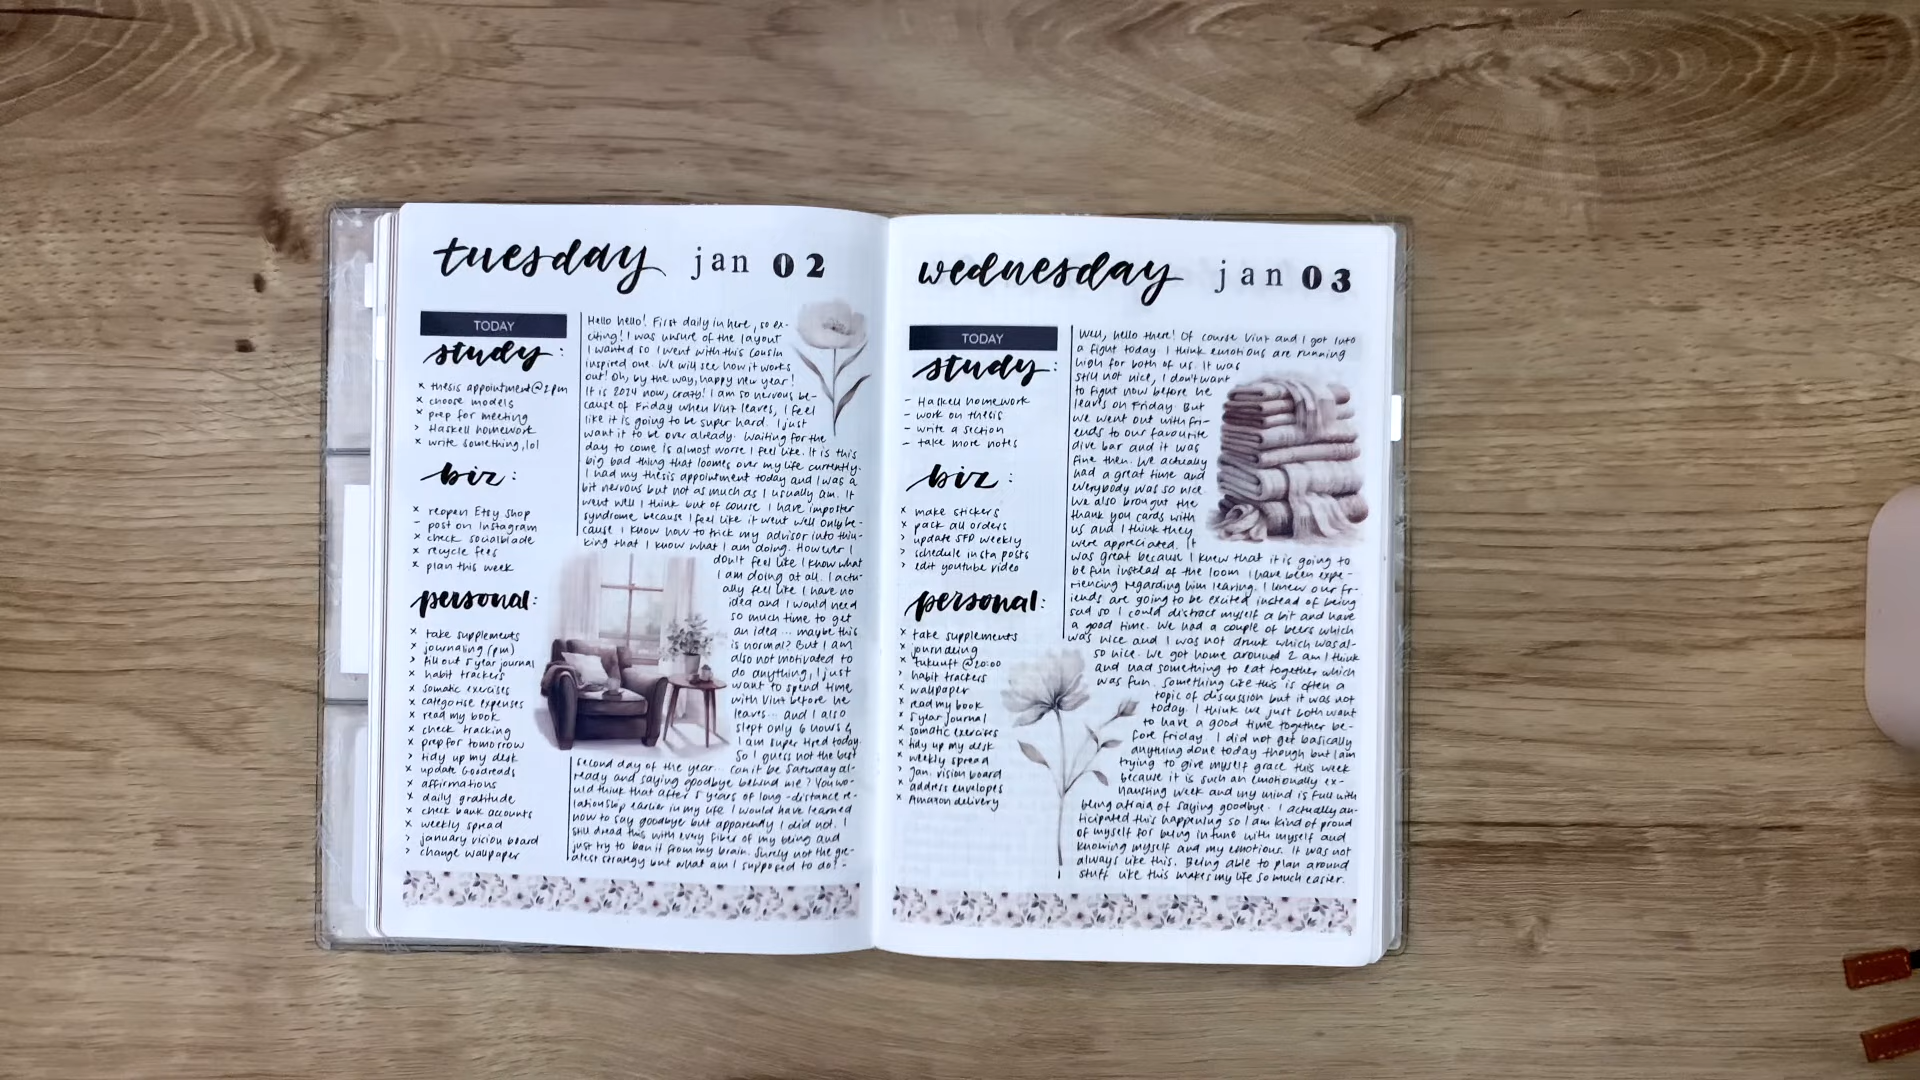 tuesday jan 02
TODAY
study:
x thesis appointment@2pm
x choose models
x prep for meeting
> Haskell homework
x write something, lol
biz:
x reopen Etsy shop
– post on Instagram
x check socialblade
x recycle fees
x plan this week
personal:
x take supplements
x journaling (pm)
> fill out 5 year journal
x habit trackers
x somatic exercises
x categorise expenses
x read my book
x check tracking
x prep for tomorrow
> tidy up my desk
x update Goodreads
x affirmations
x daily gratitude
x check bank accounts
x weekly spread
> january vision board
> change wallpaper
Hello hello! First daily in here, so ex-
citing! I was unsure of the layout
I wanted so I went with this cousin
inspired one. We will see how it works
out! Oh, by the way, happy new year!
It is 2024 now, crazy! I am so nervous be-
cause of Friday when Vint leaves, I feel
like it is going to be super hard. I just
want it to be over already. Waiting for the
day to come is almost worse I feel like. It is this
big bad thing that loomes over my life currently.
I had my thesis appointment today and I was a
bit nervous but not as much as I usually am. It
went well I think but of course I have imposter
syndrome because I feel like it went well only be-
cause I know how to trick my advisor into thin-
king that I know what I am doing. However I
don't feel like I know what
I am doing at all. I actu-
ally feel like I have no
idea and I would need
so much time to get
an idea ... maybe this
is normal? But I am
also not motivated to
do anything, I just
want to spend time
with Vint before he
leaves... and I also
slept only 6 hours &
I am super tired today.
So I guess not the best
second day of the year... can it be Saturday al-
ready and saying goodbye behind me? You wo-
uld think that after 5 years of long-distance re-
lationship earlier in my life I would have learned
how to say goodbye but apparently I did not. I
still dread this with every fiber of my being and
just try to ban it from my brain. Surely not the gre-
atest strategy but what am I supposed to do? -
wednesday jan 03
TODAY
study:
– Haskell homework
– work on thesis
– write a section
– take more notes
biz:
x make stickers
x pack all orders
> update SFP weekly
> schedule insta posts
> edit youtube video
personal:
x take supplements
x journaling
x Zukunft @20:00
> habit trackers
x wallpaper
x read my book
x 5 year journal
x somatic exercises
x tidy up my desk
x weekly spread
> jan. vision board
x address envelopes
x Amazon delivery
Well, hello there! Of course Vint and I got into
a fight today. I think emotions are running
high for both of us. It was
still not nice, I don't want
to fight now before he
leaves on Friday. But
we went out with fri-
ends to our favourite
dive bar and it was
fine then. We actually
had a great time and
everybody was so nice.
We also brought the
thank you cards with
us and I think they
were appreciated. It
was great because I knew that it is going to
be fun instead of the loom I have been expe-
riencing regarding him leaving. I knew our fr-
iends are going to be excited instead of being
sad so I could distract myself a bit and have
a good time. We had a couple of beers which
was nice and I was not drunk which was al-
so nice. We got home around 2 am I think
and had something to eat together which
was fun. Something like this is often a
topic of discussion but it was not
today. I think we just both want
to have a good time together be-
fore Friday. I did not get basically
anything done today though but I am
trying to give myself grace this week
because it is such an emotionally ex-
hausting week and my mind is full with
being afraid of saying goodbye. I actually an-
ticipated this happening so I am kind of proud
of myself for being in tune with myself and
knowing myself and my emotions. It was not
always like this. Being able to plan around
stuff like this makes my life so much easier.